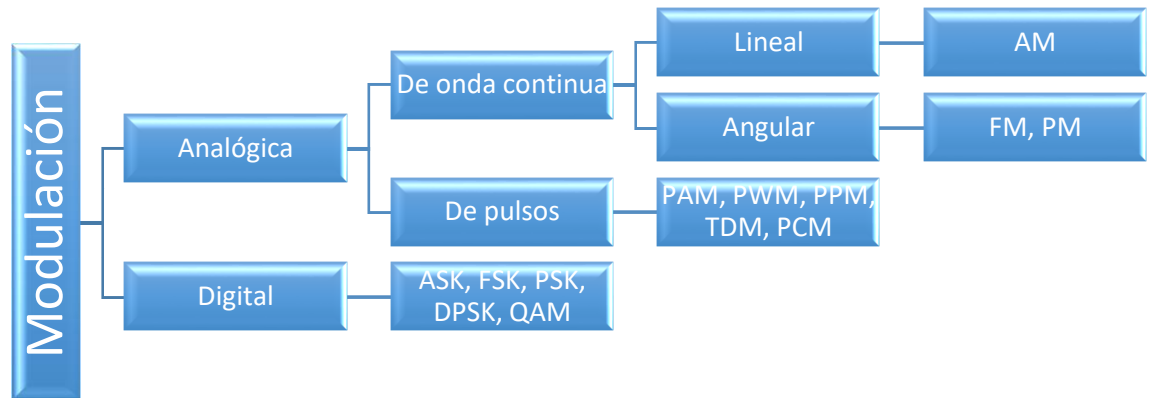 Modulación
Analógica
De onda continua
Lineal
AM
Angular
FM, PM
De pulsos
PAM, PWM, PPM,
TDM, PCM
Digital
ASK, FSK, PSK,
DPSK, QAM